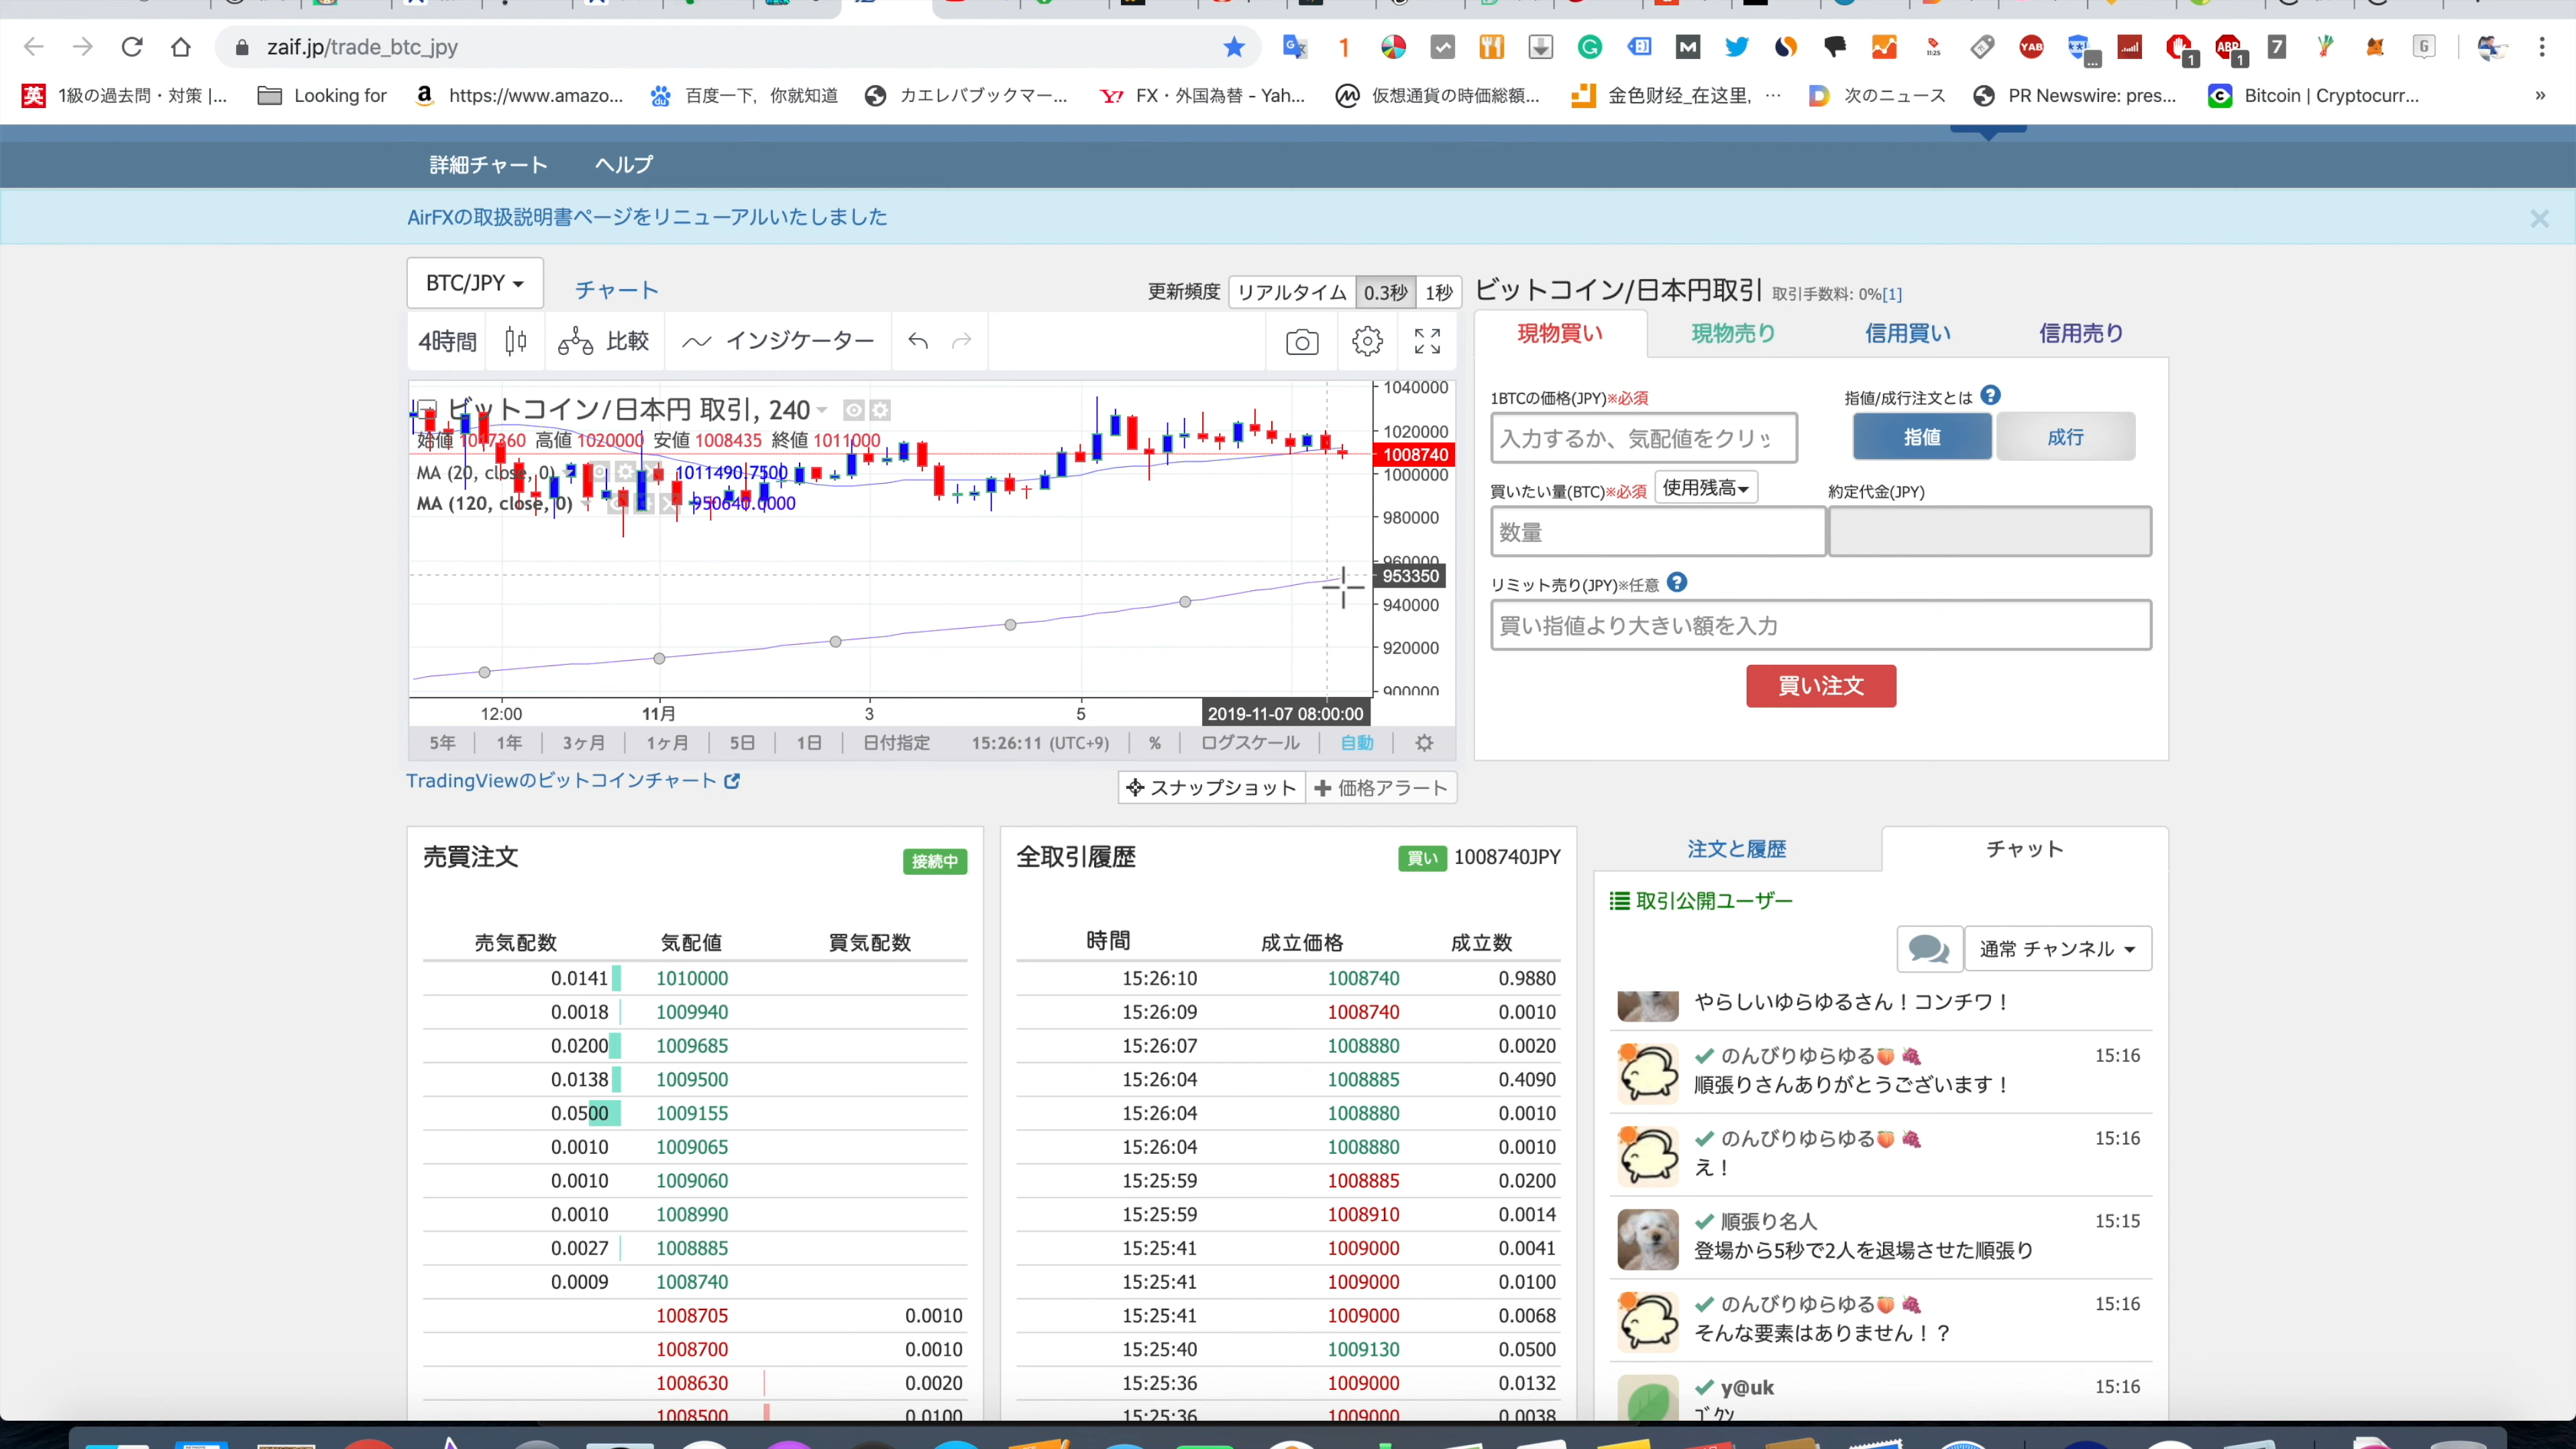 zaif.jp/trade_btc_jpy
1級の過去問・対策 |...
Looking for
https://www.amazo...
百度一下，你就知道
カエレバブックマー...
FX・外国為替 - Yah...
仮想通貨の時価総額...
金色财经_在这里, …
次のニュース
PR Newswire: pres...
Bitcoin | Cryptocurr...
»
詳細チャート ヘルプ
AirFXの取扱説明書ページをリニューアルいたしました
BTC/JPY チャート
更新頻度 リアルタイム 0.3秒 1秒
ビットコイン/日本円取引 取引手数料: 0%[1]
4時間 比較 インジケーター
現物買い 現物売り 信用買い 信用売り
ビットコイン/日本円 取引, 240
始値 1017360 高値 1020000 安値 1008435 終値 1011000
MA (20, close, 0) 1011490.7500
MA (120, close, 0) 950640.0000
1040000
1020000
1008740
1000000
980000
960000
953350
940000
920000
900000
12:00 11月 3 5 2019-11-07 08:00:00
5年 1年 3ヶ月 1ヶ月 5日 1日 日付指定 15:26:11 (UTC+9) % ログスケール 自動
TradingViewのビットコインチャート
スナップショット 価格アラート
1BTCの価格(JPY)※必須 指値/成行注文とは
入力するか、気配値をクリッ
指値 成行
買いたい量(BTC)※必須 使用残高 約定代金(JPY)
数量
リミット売り(JPY)※任意
買い指値より大きい額を入力
買い注文
売買注文 接続中
売気配数 気配値 買気配数
0.0141 1010000
0.0018 1009940
0.0200 1009685
0.0138 1009500
0.0500 1009155
0.0010 1009065
0.0010 1009060
0.0010 1008990
0.0027 1008885
0.0009 1008740
1008705 0.0010
1008700 0.0010
1008630 0.0020
1008500 0.0100
全取引履歴 買い 1008740JPY
時間 成立価格 成立数
15:26:10 1008740 0.9880
15:26:09 1008740 0.0010
15:26:07 1008880 0.0020
15:26:04 1008885 0.4090
15:26:04 1008880 0.0010
15:26:04 1008880 0.0010
15:25:59 1008885 0.0200
15:25:59 1008910 0.0014
15:25:41 1009000 0.0041
15:25:41 1009000 0.0100
15:25:41 1009000 0.0068
15:25:40 1009130 0.0500
15:25:36 1009000 0.0132
15:25:36 1009000 0.0038
注文と履歴 チャット
取引公開ユーザー
通常 チャンネル
やらしいゆらゆるさん！コンチワ！
のんびりゆらゆる🍑🍇 15:16
順張りさんありがとうございます！
のんびりゆらゆる🍑🍇 15:16
え！
順張り名人 15:15
登場から5秒で2人を退場させた順張り
のんびりゆらゆる🍑🍇 15:16
そんな要素はありません！？
y@uk 15:16
ｺﾞｸﾝ